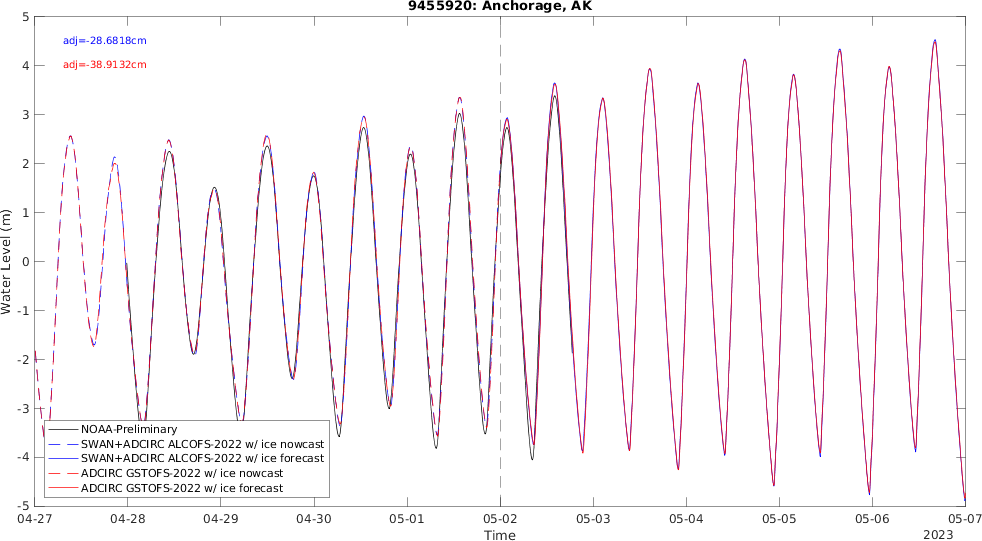 9455920: Anchorage, AK
adj=-28.6818cm
adj=-38.9132cm
5
4
3
2
1
0
-1
-2
-3
-4
-5
Water Level (m)
NOAA-Preliminary
SWAN+ADCIRC ALCOFS-2022 w/ ice nowcast
SWAN+ADCIRC ALCOFS-2022 w/ ice forecast
ADCIRC GSTOFS-2022 w/ ice nowcast
ADCIRC GSTOFS-2022 w/ ice forecast
04-27 04-28 04-29 04-30 05-01 05-02 05-03 05-04 05-05 05-06 05-07
Time
2023